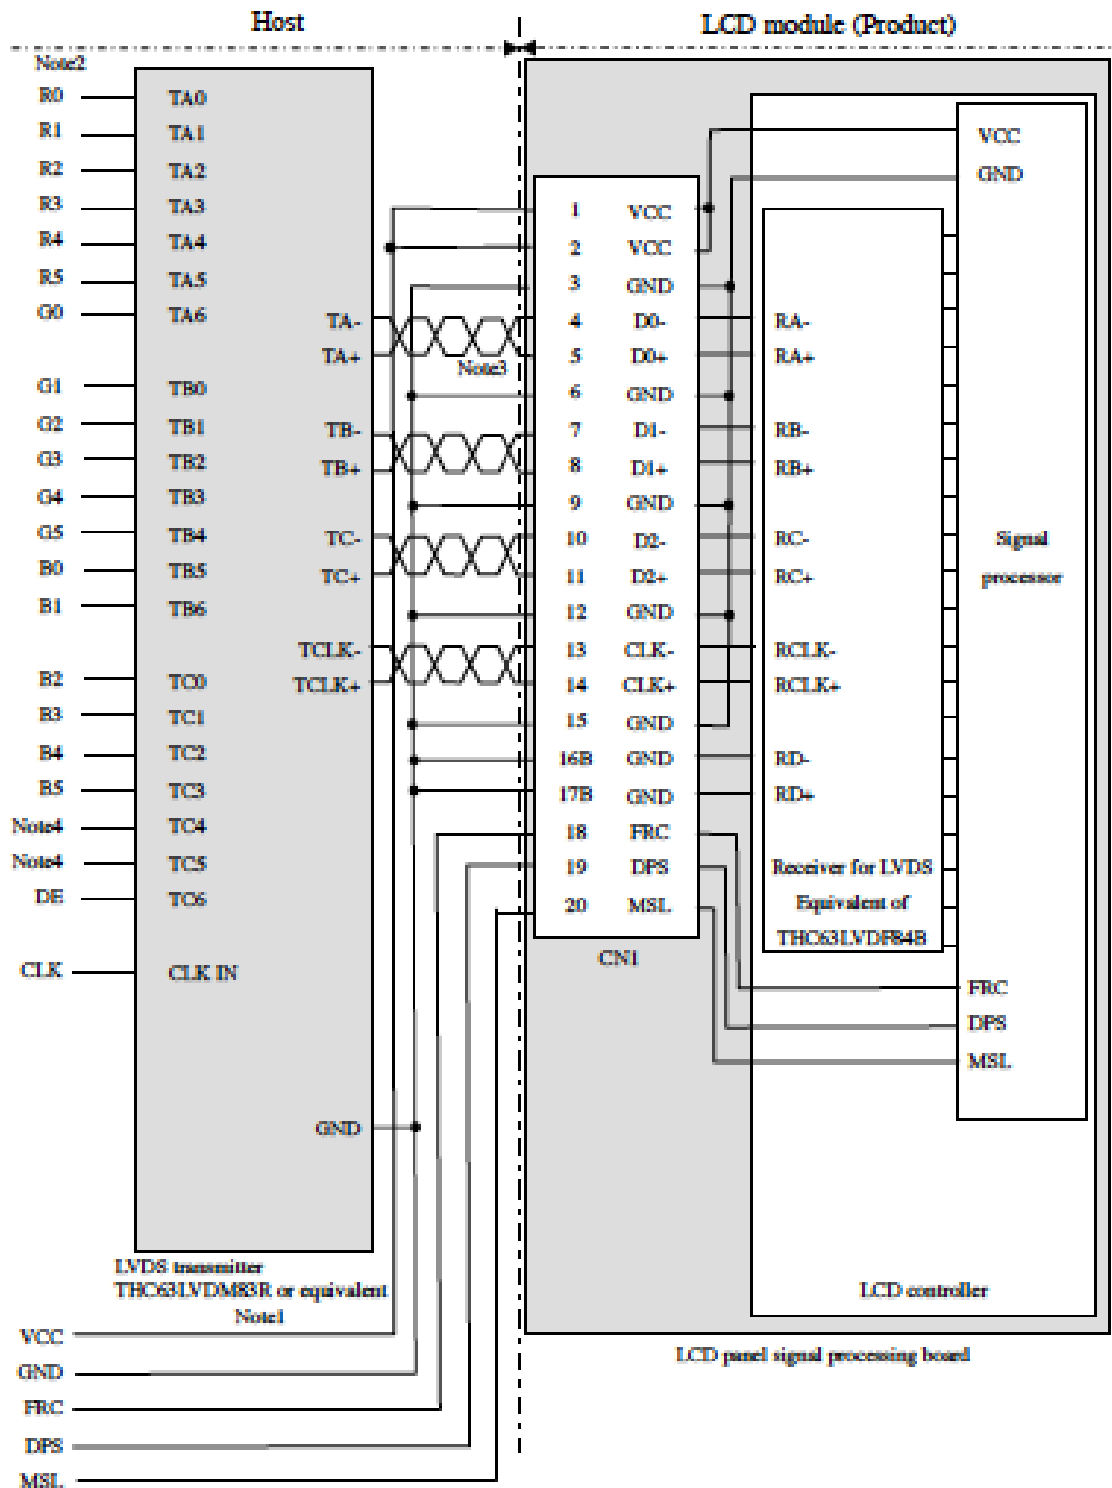 Host
LCD module (Product)
Note2
R0 TA0
R1 TA1
R2 TA2
R3 TA3
R4 TA4
R5 TA5
G0 TA6
TA-
TA+
Note3
G1 TB0
G2 TB1
G3 TB2
G4 TB3
G5 TB4
B0 TB5
B1 TB6
TB-
TB+
TC-
TC+
TCLK-
TCLK+
B2 TC0
B3 TC1
B4 TC2
B5 TC3
Note4 TC4
Note4 TC5
DE TC6
CLK CLK IN
GND
LVDS transmitter
THC63LVDM83R or equivalent
Note1
VCC
GND
FRC
DPS
MSL
1 VCC
2 VCC
3 GND
4 D0-
5 D0+
6 GND
7 D1-
8 D1+
9 GND
10 D2-
11 D2+
12 GND
13 CLK-
14 CLK+
15 GND
16B GND
17B GND
18 FRC
19 DPS
20 MSL
CN1
RA-
RA+
RB-
RB+
RC-
RC+
RCLK-
RCLK+
RD-
RD+
Receiver for LVDS
Equivalent of
THC63LVDF84B
VCC
GND
Signal
processor
FRC
DPS
MSL
LCD controller
LCD panel signal processing board